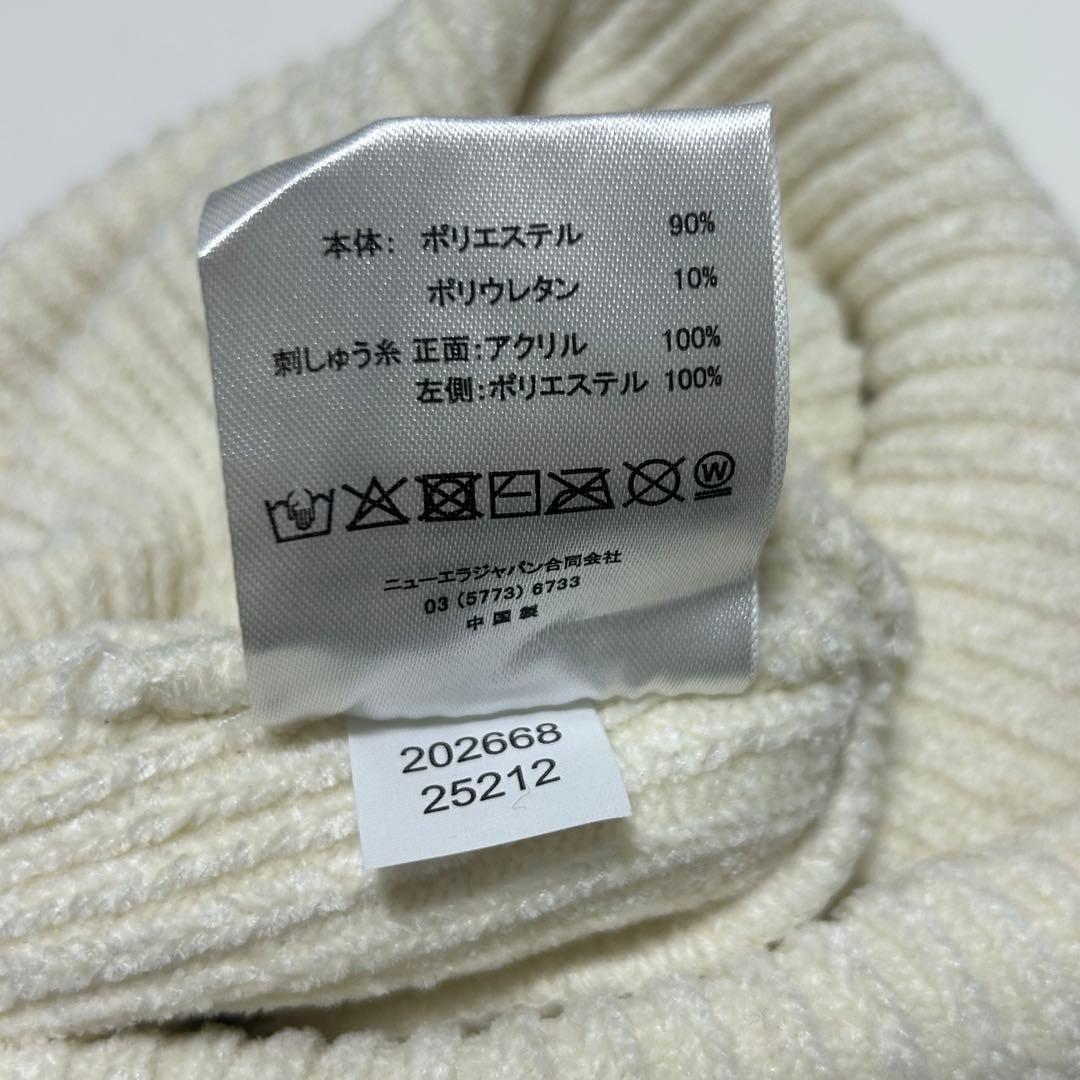 本体： ポリエステル 90%
ポリウレタン 10%
刺しゅう糸 正面：アクリル 100%
左側：ポリエステル 100%
W
ニューエラジャパン合同会社
03 (5773) 6733
中国製
202668
25212